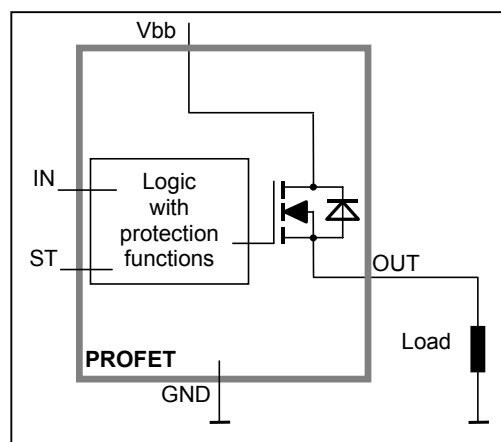 Vbb
IN
Logic
with
protection
functions
ST
OUT
Load
PROFET
GND